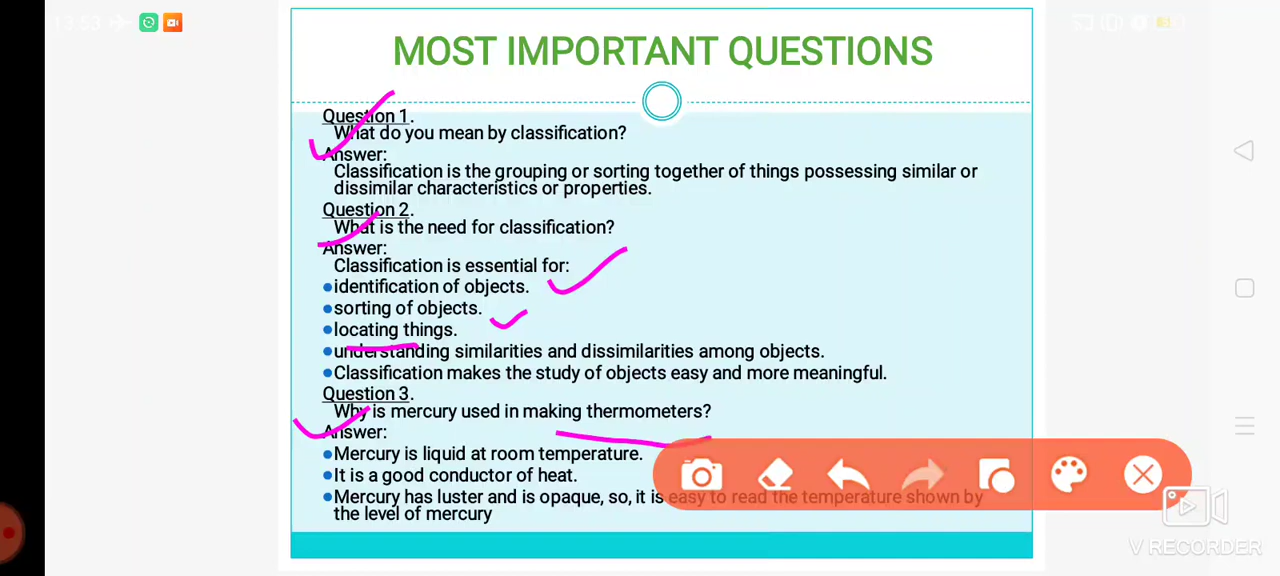 13:53
MOST IMPORTANT QUESTIONS
Question 1.
What do you mean by classification?
Answer:
Classification is the grouping or sorting together of things possessing similar or
dissimilar characteristics or properties.
Question 2.
What is the need for classification?
Answer:
Classification is essential for:
identification of objects.
sorting of objects.
locating things.
understanding similarities and dissimilarities among objects.
Classification makes the study of objects easy and more meaningful.
Question 3.
Why is mercury used in making thermometers?
Answer:
Mercury is liquid at room temperature.
It is a good conductor of heat.
Mercury has luster and is opaque, so, it is easy to read the temperature shown by
the level of mercury
V RECORDER